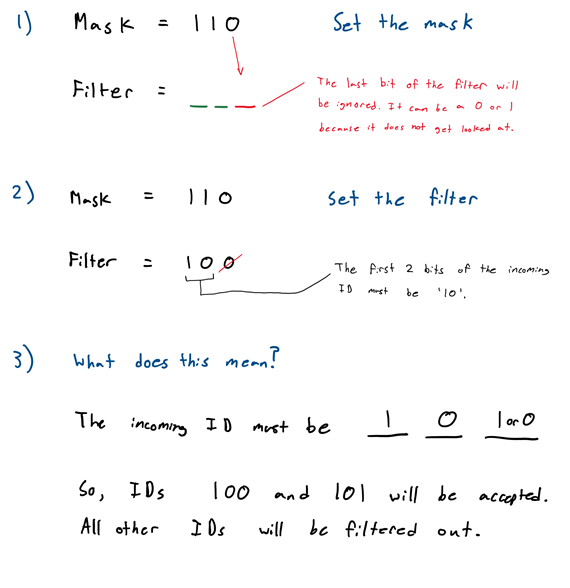 1) Mask = 110 Set the mask
Filter = _ _ _
The last bit of the filter will
be ignored. It can be a 0 or 1
because it does not get looked at.
2) Mask = 110 Set the filter
Filter = 100
The first 2 bits of the incoming
ID must be '10'.
3) What does this mean?
The incoming ID must be 1 0 1 or 0
So, IDs 100 and 101 will be accepted.
All other IDs will be filtered out.